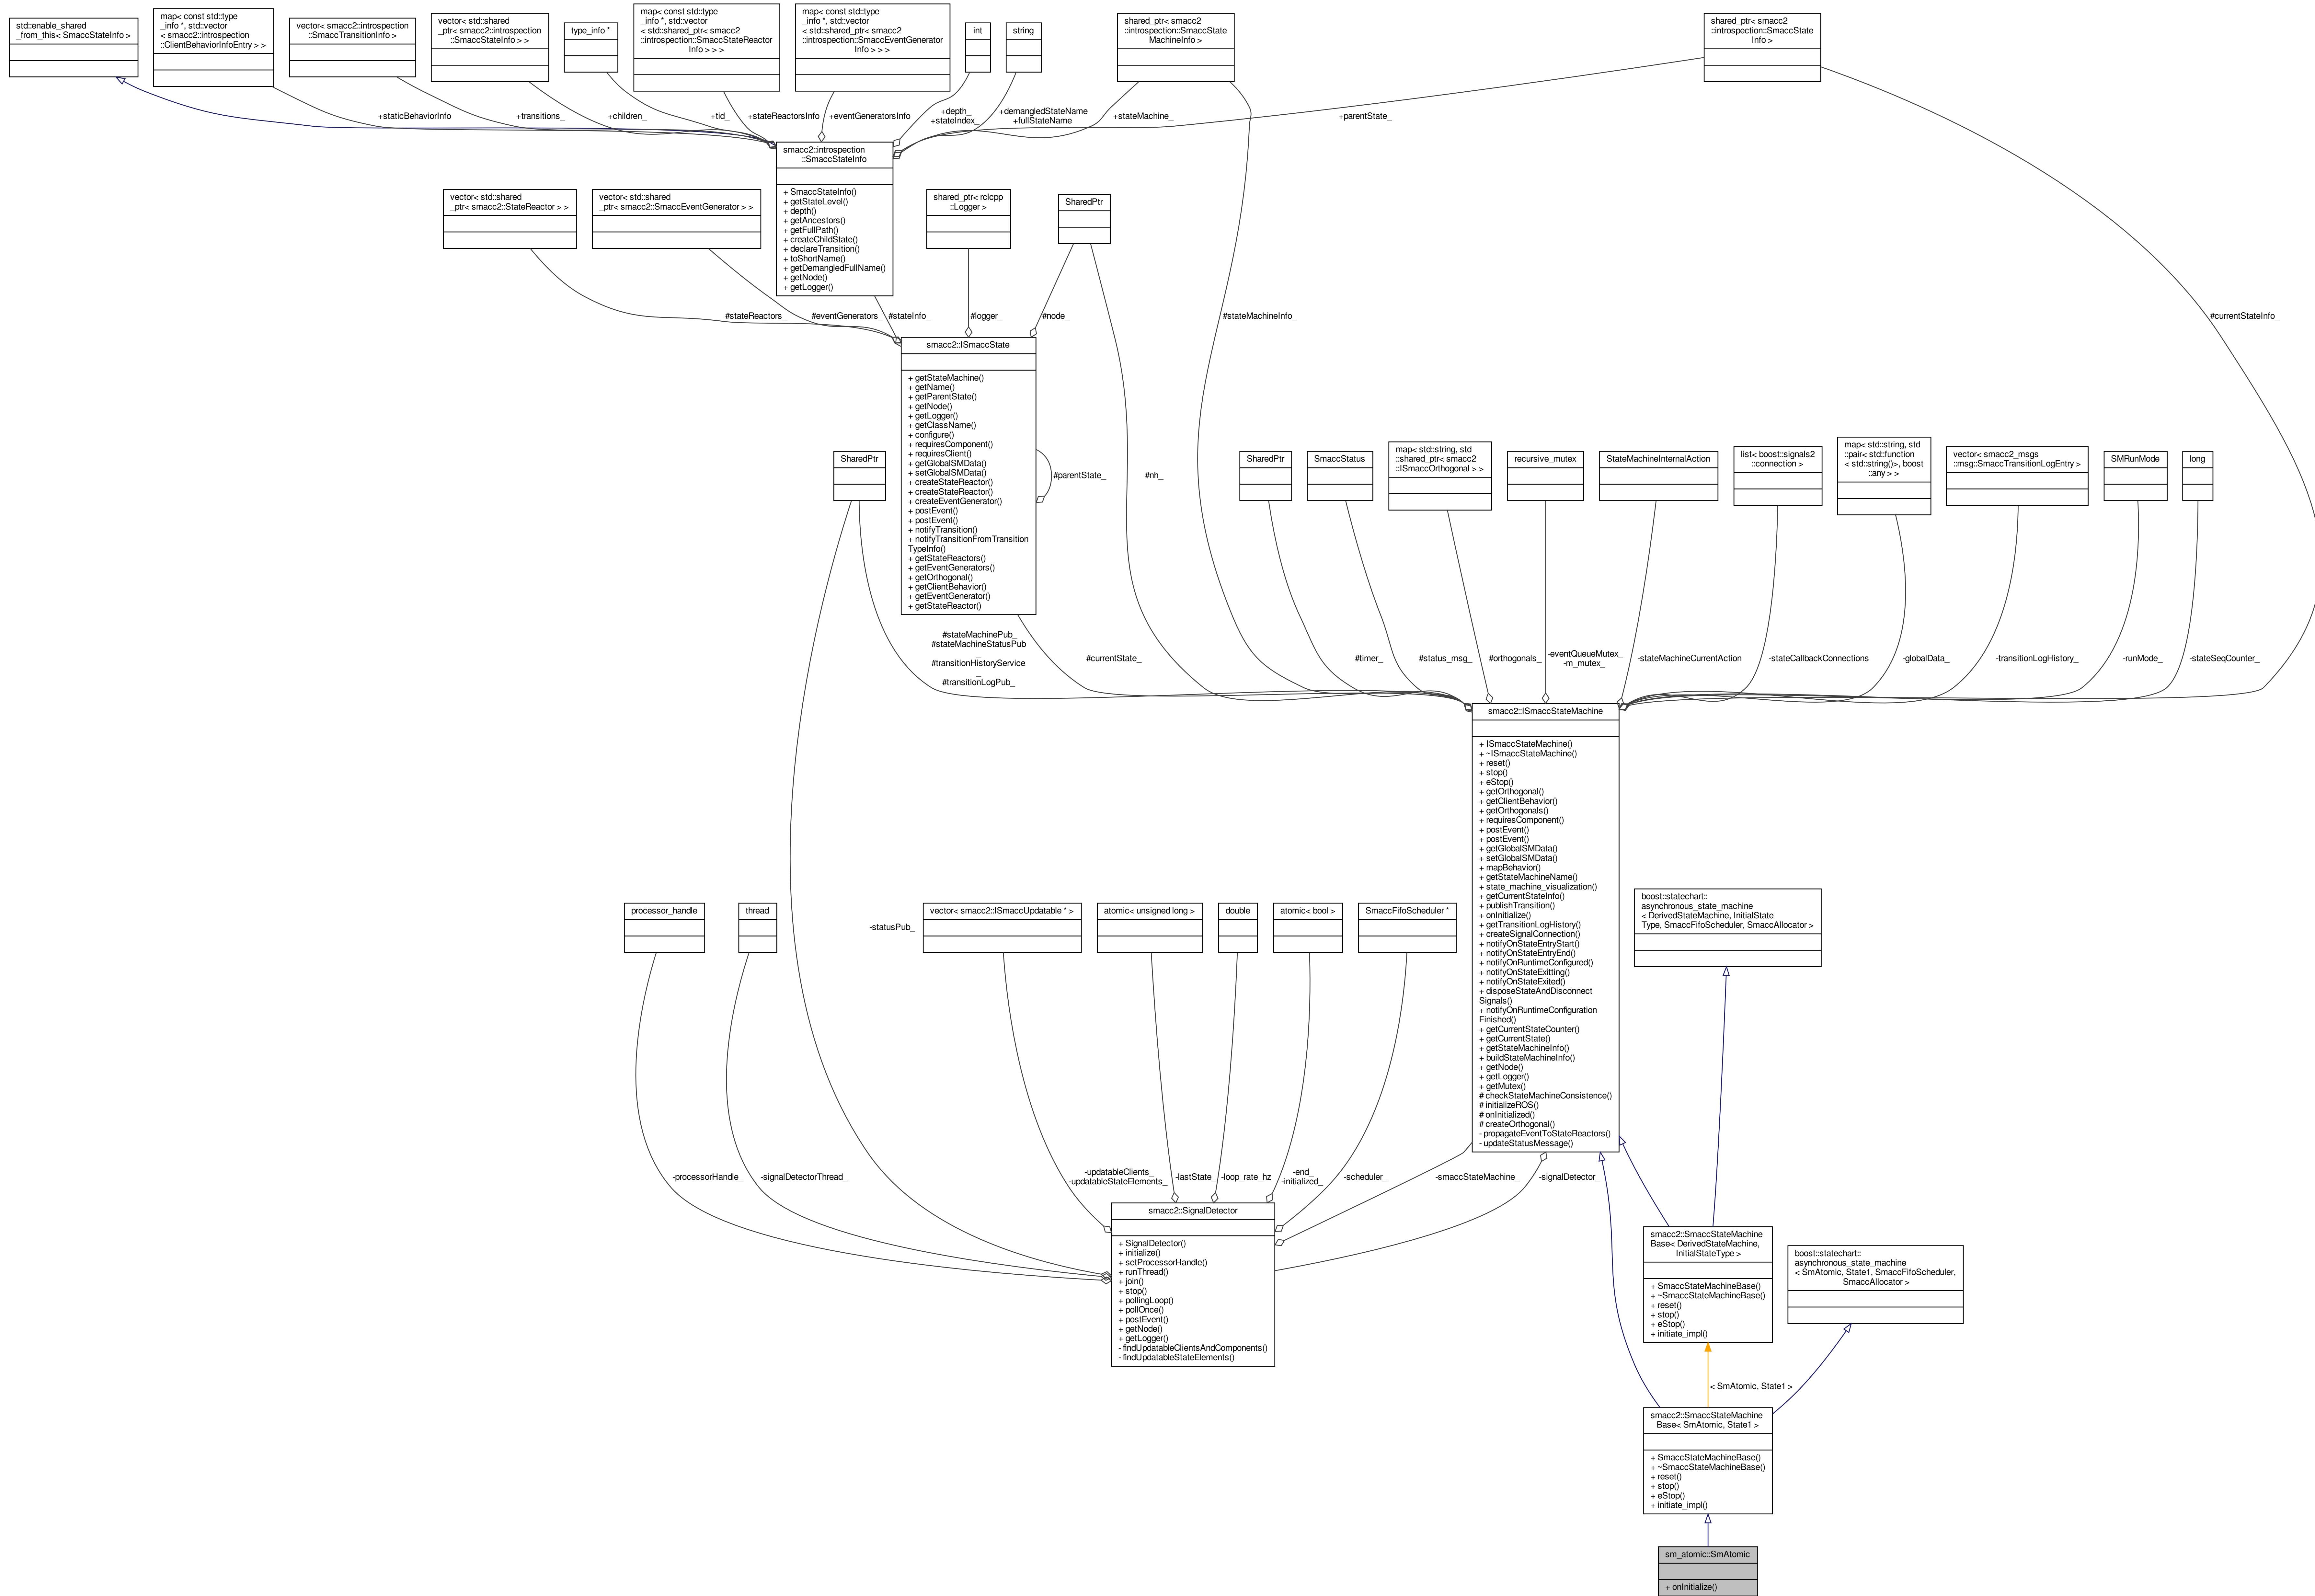 std::enable_shared
_from_this< SmaccStateInfo >
map< const std::type
_info *, std::vector
< smacc2::introspection
::ClientBehaviorInfoEntry > >
vector< smacc2::introspection
::SmaccTransitionInfo >
vector< std::shared
_ptr< smacc2::introspection
::SmaccStateInfo > >
type_info *
map< const std::type
_info *, std::vector
< std::shared_ptr< smacc2
::introspection::SmaccStateReactor
Info > > >
map< const std::type
_info *, std::vector
< std::shared_ptr< smacc2
::introspection::SmaccEventGenerator
Info > > >
int
string
shared_ptr< smacc2
::introspection::SmaccState
MachineInfo >
shared_ptr< smacc2
::introspection::SmaccState
Info >
+staticBehaviorInfo
+transitions_
+children_
+tid_
+stateReactorsInfo
+eventGeneratorsInfo
+depth_
+stateIndex_
+demangledStateName
+fullStateName
+stateMachine_
+parentState_
smacc2::introspection
::SmaccStateInfo
+ SmaccStateInfo()
+ getStateLevel()
+ depth()
+ getAncestors()
+ getFullPath()
+ createChildState()
+ declareTransition()
+ toShortName()
+ getDemangledFullName()
+ getNode()
+ getLogger()
vector< std::shared
_ptr< smacc2::StateReactor > >
vector< std::shared
_ptr< smacc2::SmaccEventGenerator > >
shared_ptr< rclcpp
::Logger >
SharedPtr
#stateReactors_
#eventGenerators_
#stateInfo_
#logger_
#node_
#stateMachineInfo_
#currentStateInfo_
smacc2::ISmaccState
+ getStateMachine()
+ getName()
+ getParentState()
+ getNode()
+ getLogger()
+ getClassName()
+ configure()
+ requiresComponent()
+ requiresClient()
+ getGlobalSMData()
+ setGlobalSMData()
+ createStateReactor()
+ createStateReactor()
+ createEventGenerator()
+ postEvent()
+ postEvent()
+ notifyTransition()
+ notifyTransitionFromTransition
TypeInfo()
+ getStateReactors()
+ getEventGenerators()
+ getOrthogonal()
+ getClientBehavior()
+ getEventGenerator()
+ getStateReactor()
#parentState_
#nh_
SharedPtr
SharedPtr
SmaccStatus
map< std::string, std
::shared_ptr< smacc2
::ISmaccOrthogonal > >
recursive_mutex
StateMachineInternalAction
list< boost::signals2
::connection >
map< std::string, std
::pair< std::function
< std::string()>, boost
::any > >
vector< smacc2_msgs
::msg::SmaccTransitionLogEntry >
SMRunMode
long
#stateMachinePub_
#stateMachineStatusPub
_
#transitionHistoryService
_
#transitionLogPub_
#currentState_
#timer_
#status_msg_
#orthogonals_
-eventQueueMutex_
-m_mutex_
-stateMachineCurrentAction
-stateCallbackConnections
-globalData_
-transitionLogHistory_
-runMode_
-stateSeqCounter_
smacc2::ISmaccStateMachine
+ ISmaccStateMachine()
+ ~ISmaccStateMachine()
+ reset()
+ stop()
+ eStop()
+ getOrthogonal()
+ getClientBehavior()
+ getOrthogonals()
+ requiresComponent()
+ postEvent()
+ postEvent()
+ getGlobalSMData()
+ setGlobalSMData()
+ mapBehavior()
+ getStateMachineName()
+ state_machine_visualization()
+ getCurrentStateInfo()
+ publishTransition()
+ onInitialize()
+ getTransitionLogHistory()
+ createSignalConnection()
+ notifyOnStateEntryStart()
+ notifyOnStateEntryEnd()
+ notifyOnRuntimeConfigured()
+ notifyOnStateExitting()
+ notifyOnStateExited()
+ disposeStateAndDisconnect
Signals()
+ notifyOnRuntimeConfiguration
Finished()
+ getCurrentStateCounter()
+ getCurrentState()
+ getStateMachineInfo()
+ buildStateMachineInfo()
+ getNode()
+ getLogger()
+ getMutex()
# checkStateMachineConsistence()
# initializeROS()
# onInitialized()
# createOrthogonal()
- propagateEventToStateReactors()
- updateStatusMessage()
processor_handle
thread
-statusPub_
vector< smacc2::ISmaccUpdatable * >
atomic< unsigned long >
double
atomic< bool >
SmaccFifoScheduler *
boost::statechart::
asynchronous_state_machine
< DerivedStateMachine, InitialState
Type, SmaccFifoScheduler, SmaccAllocator >
-processorHandle_
-signalDetectorThread_
-updatableClients_
-updatableStateElements_
-lastState_
-loop_rate_hz
-end_
-initialized_
-scheduler_
-smaccStateMachine_
-signalDetector_
smacc2::SignalDetector
+ SignalDetector()
+ initialize()
+ setProcessorHandle()
+ runThread()
+ join()
+ stop()
+ pollingLoop()
+ pollOnce()
+ postEvent()
+ getNode()
+ getLogger()
- findUpdatableClientsAndComponents()
- findUpdatableStateElements()
smacc2::SmaccStateMachine
Base< DerivedStateMachine,
InitialStateType >
+ SmaccStateMachineBase()
+ ~SmaccStateMachineBase()
+ reset()
+ stop()
+ eStop()
+ initiate_impl()
boost::statechart::
asynchronous_state_machine
< SmAtomic, State1, SmaccFifoScheduler,
SmaccAllocator >
< SmAtomic, State1 >
smacc2::SmaccStateMachine
Base< SmAtomic, State1 >
+ SmaccStateMachineBase()
+ ~SmaccStateMachineBase()
+ reset()
+ stop()
+ eStop()
+ initiate_impl()
sm_atomic::SmAtomic
+ onInitialize()